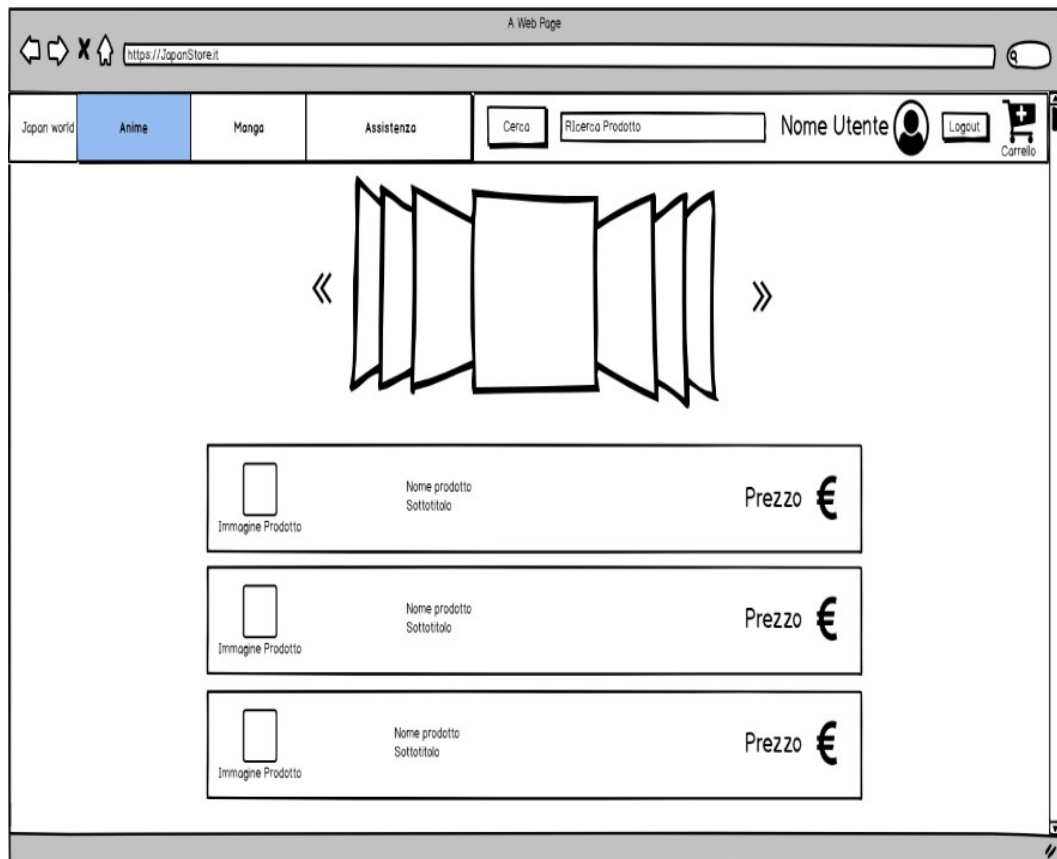 A Web Page
https://JapanStore.it
Japan world
Anime
Manga
Assistenza
Cerca
RIcerca Prodotto
Nome Utente
Logout
Carrello
Immagine Prodotto
Nome prodotto
Sottotitolo
Prezzo €
Immagine Prodotto
Nome prodotto
Sottotitolo
Prezzo €
Immagine Prodotto
Nome prodotto
Sottotitolo
Prezzo €